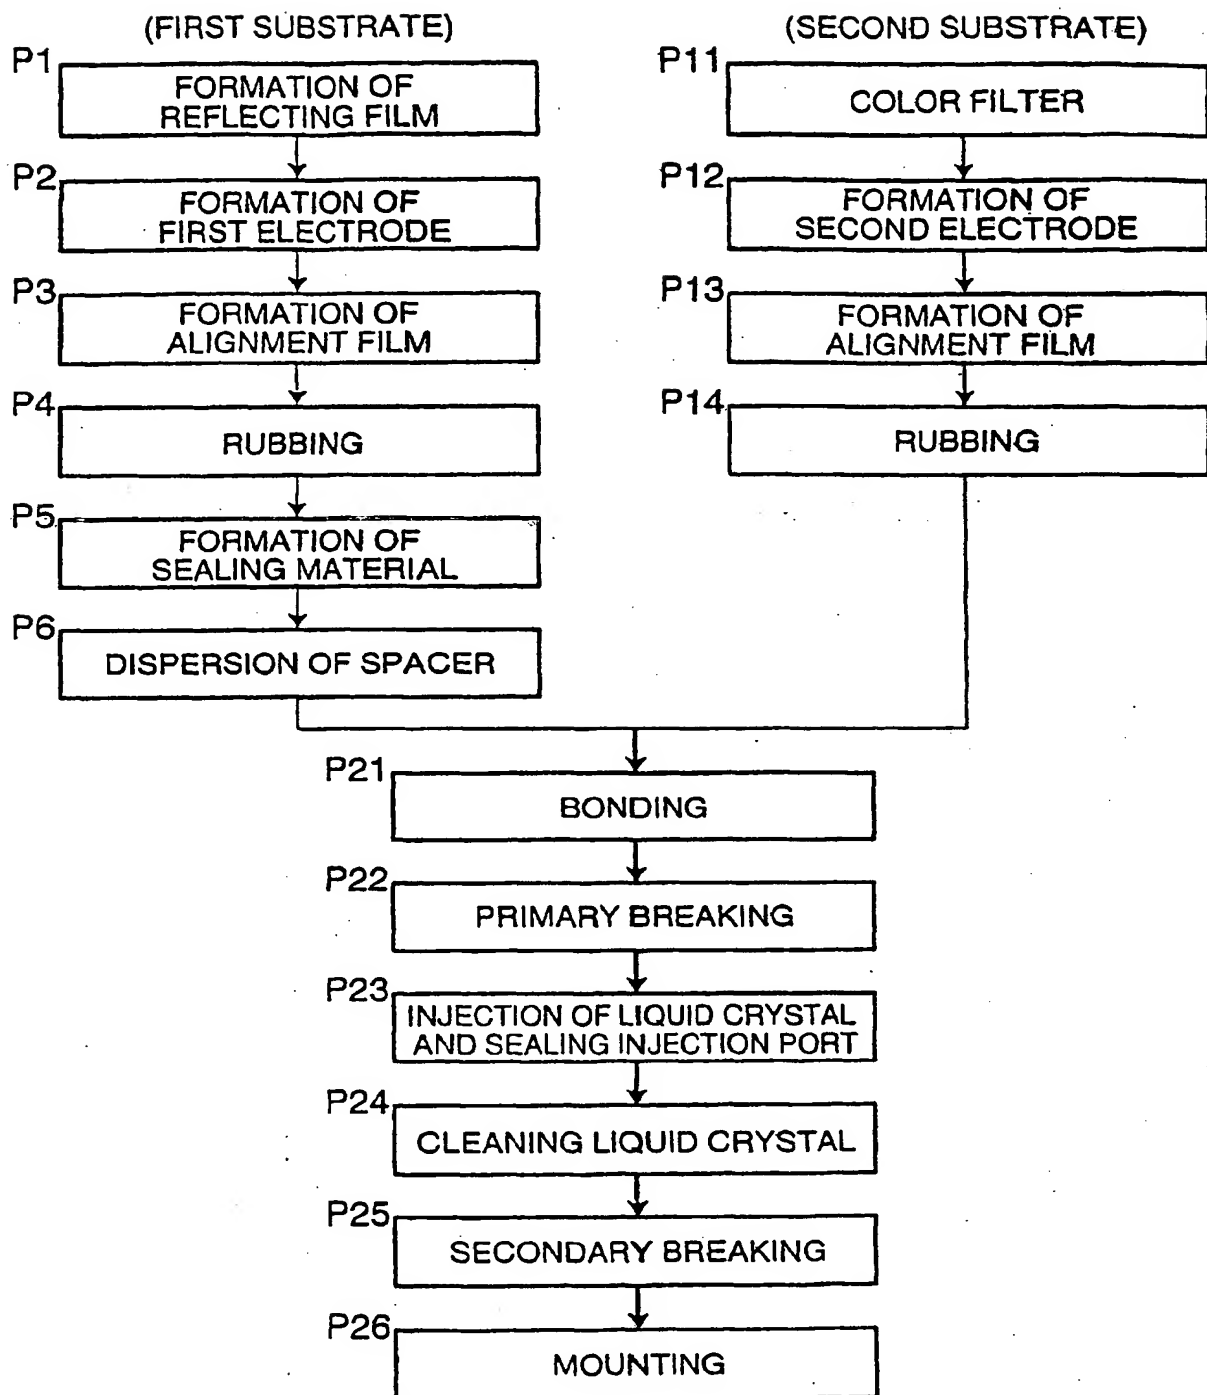 (FIRST SUBSTRATE)
P1
FORMATION OF
REFLECTING FILM
P2
FORMATION OF
FIRST ELECTRODE
P3
FORMATION OF
ALIGNMENT FILM
P4
RUBBING
P5
FORMATION OF
SEALING MATERIAL
P6
DISPERSION OF SPACER
(SECOND SUBSTRATE)
P11
COLOR FILTER
P12
FORMATION OF
SECOND ELECTRODE
P13
FORMATION OF
ALIGNMENT FILM
P14
RUBBING
P21
BONDING
P22
PRIMARY BREAKING
P23
INJECTION OF LIQUID CRYSTAL
AND SEALING INJECTION PORT
P24
CLEANING LIQUID CRYSTAL
P25
SECONDARY BREAKING
P26
MOUNTING